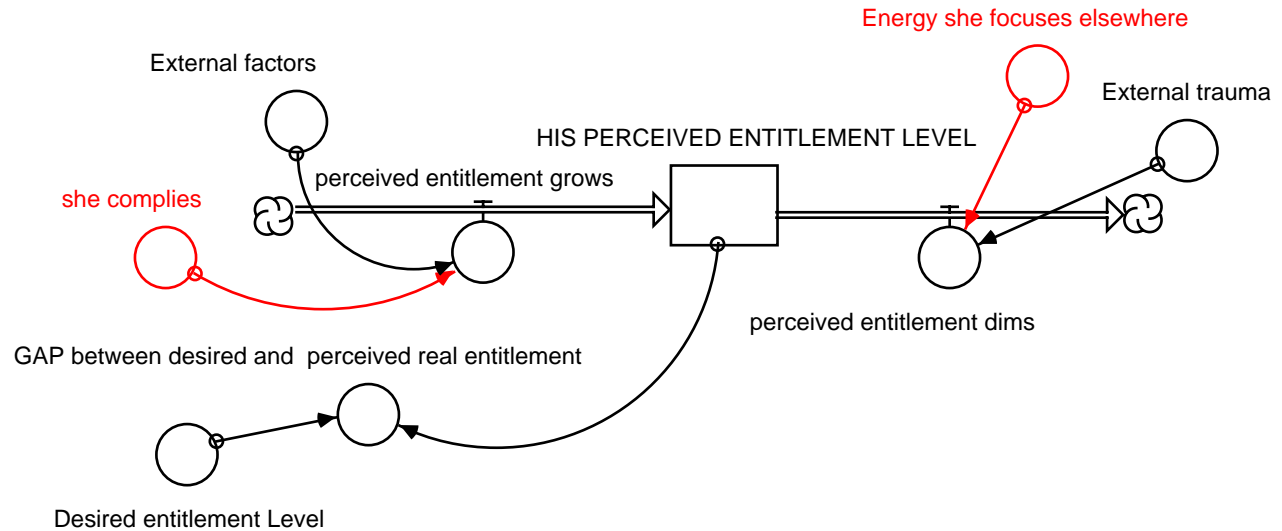 Energy she focuses elsewhere
External factors
External trauma
HIS PERCEIVED ENTITLEMENT LEVEL
perceived entitlement grows
she complies
perceived entitlement dims
GAP between desired and  perceived real entitlement
Desired entitlement Level